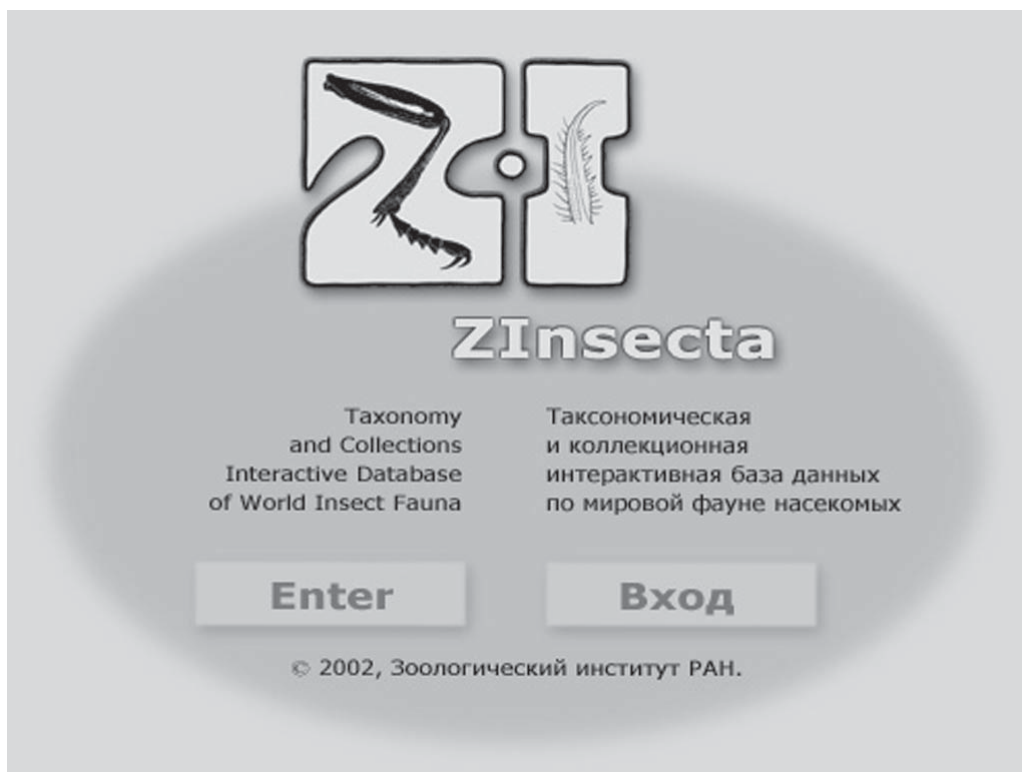 Z·I
ZInsecta
Taxonomy
and Collections
Interactive Database
of World Insect Fauna
Таксономическая
и коллекционная
интерактивная база данных
по мировой фауне насекомых
Enter
Вход
© 2002, Зоологический институт РАН.